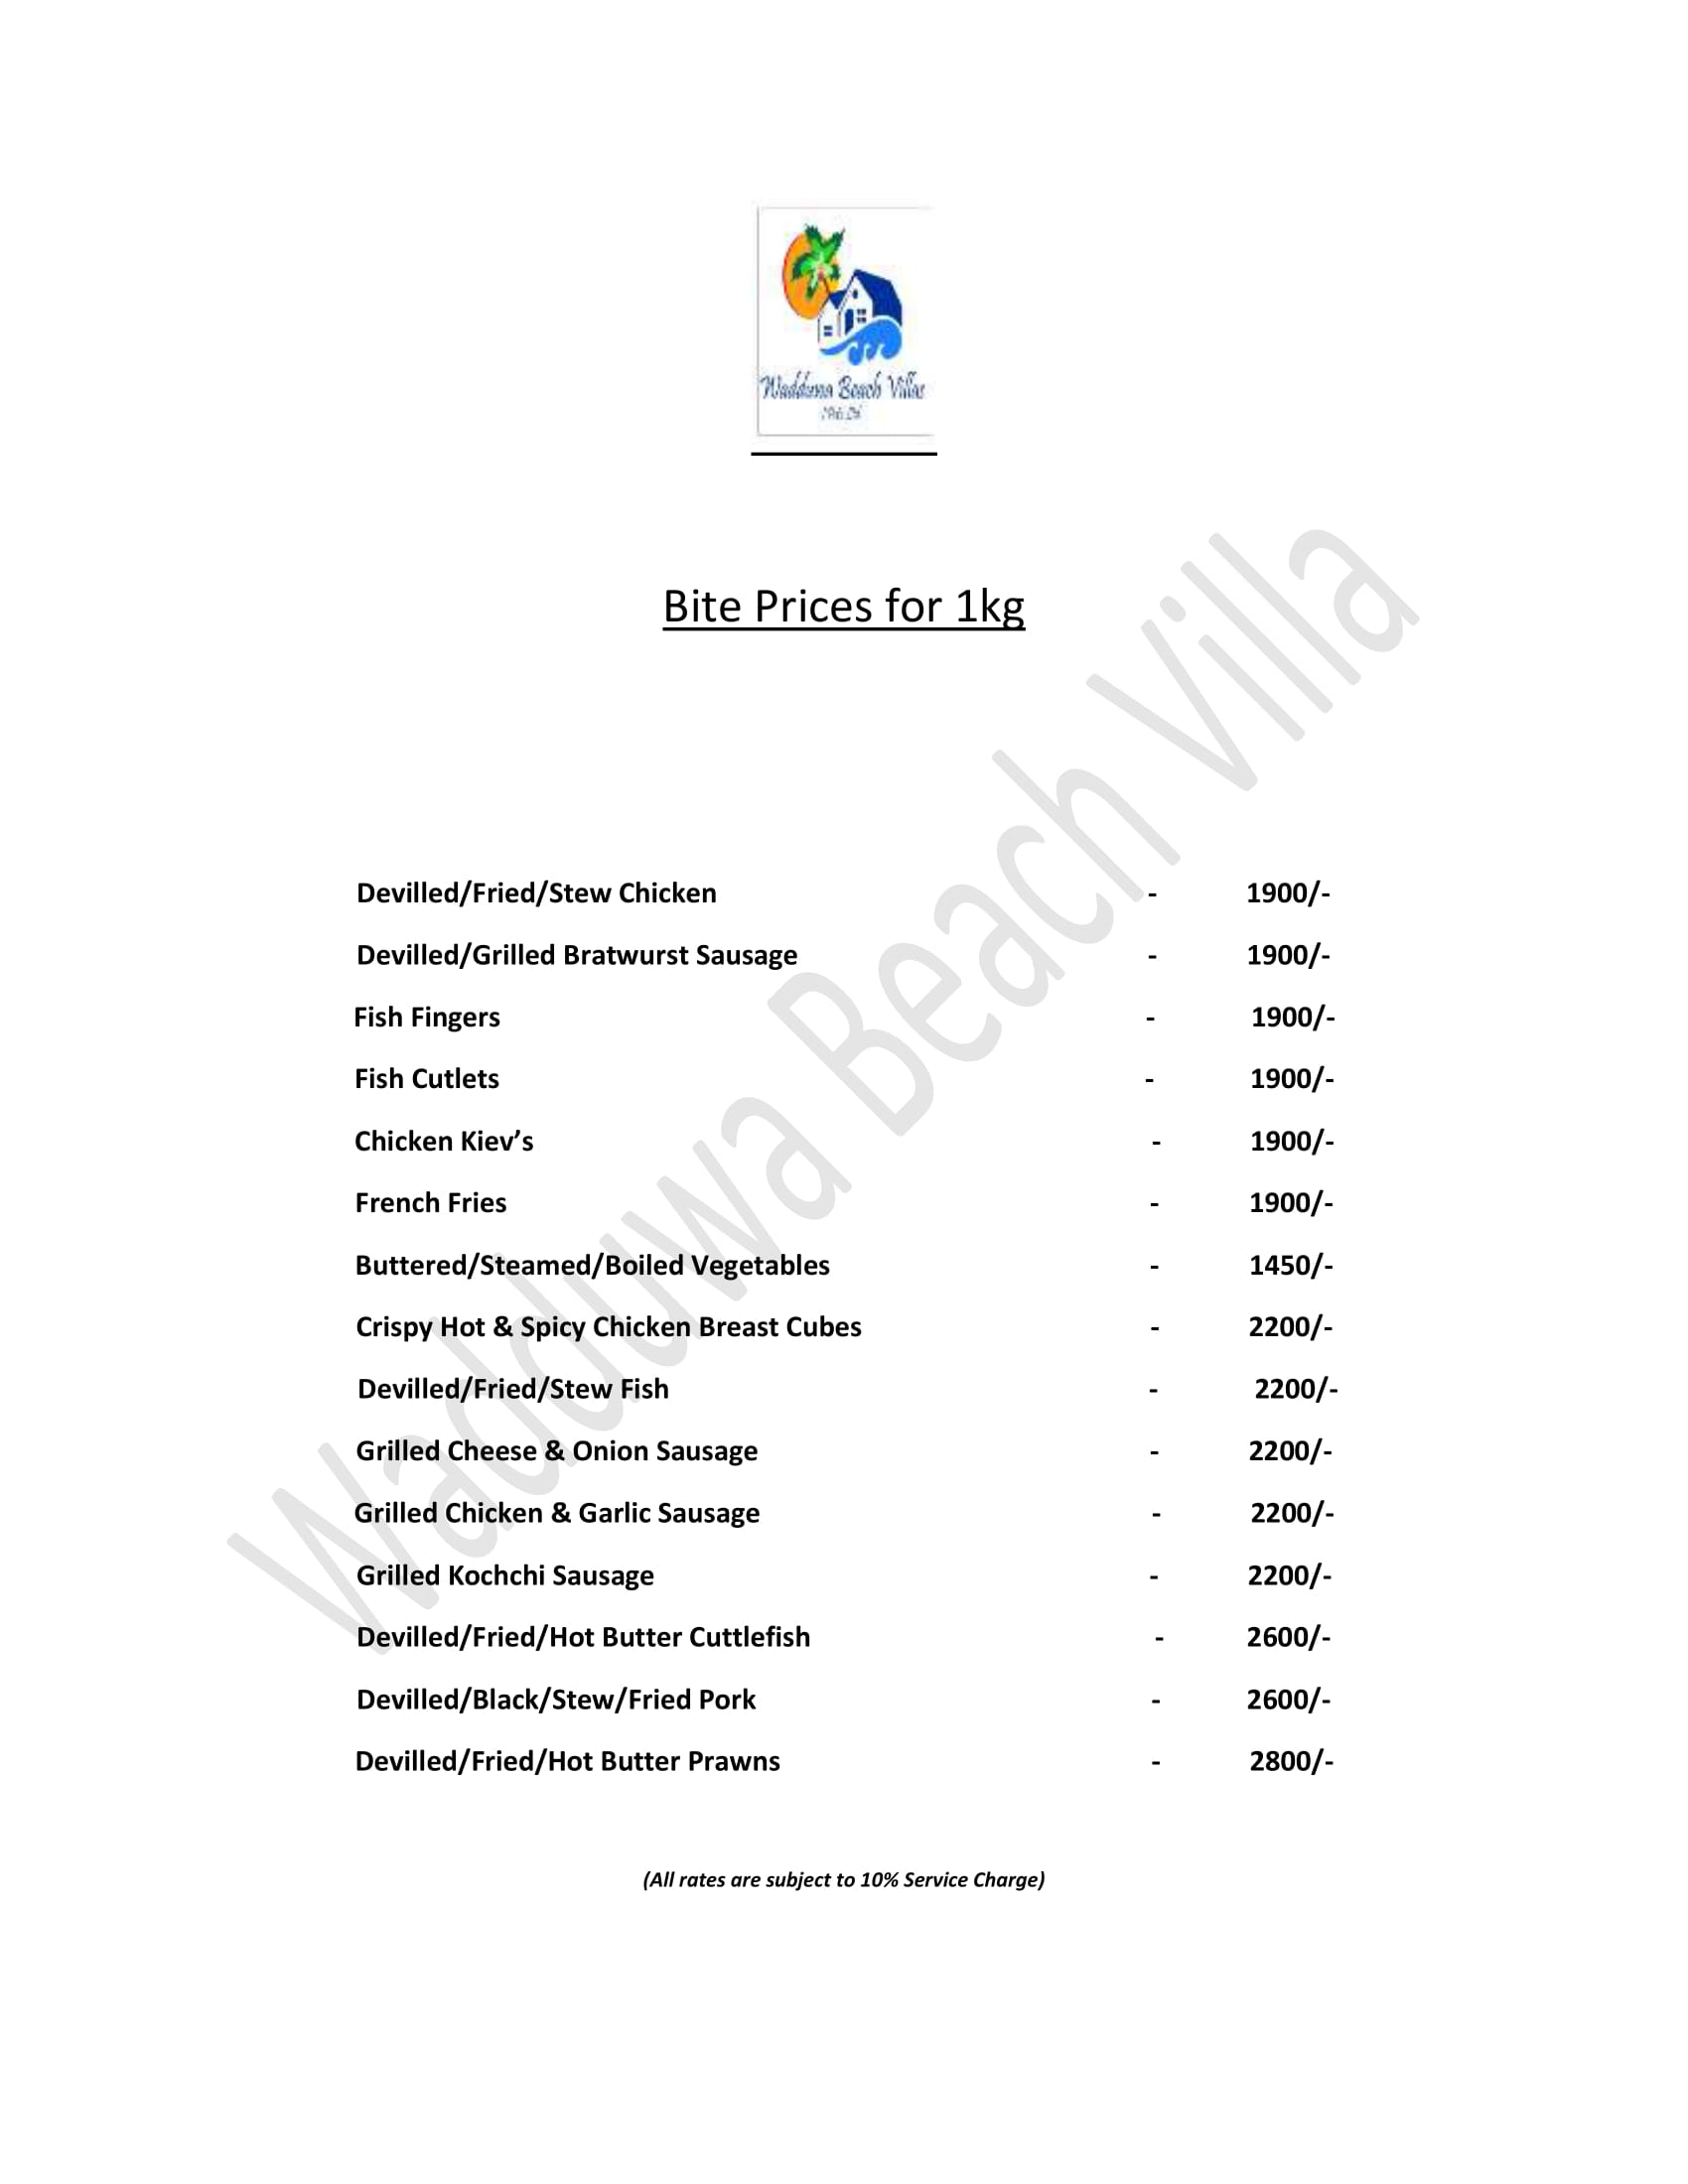 Wadduwa Beach Villas
Bite Prices for 1kg
Devilled/Fried/Stew Chicken - 1900/-
Devilled/Grilled Bratwurst Sausage - 1900/-
Fish Fingers - 1900/-
Fish Cutlets - 1900/-
Chicken Kiev’s - 1900/-
French Fries - 1900/-
Buttered/Steamed/Boiled Vegetables - 1450/-
Crispy Hot & Spicy Chicken Breast Cubes - 2200/-
Devilled/Fried/Stew Fish - 2200/-
Grilled Cheese & Onion Sausage - 2200/-
Grilled Chicken & Garlic Sausage - 2200/-
Grilled Kochchi Sausage - 2200/-
Devilled/Fried/Hot Butter Cuttlefish - 2600/-
Devilled/Black/Stew/Fried Pork - 2600/-
Devilled/Fried/Hot Butter Prawns - 2800/-
(All rates are subject to 10% Service Charge)
Wadduwa Beach Villa